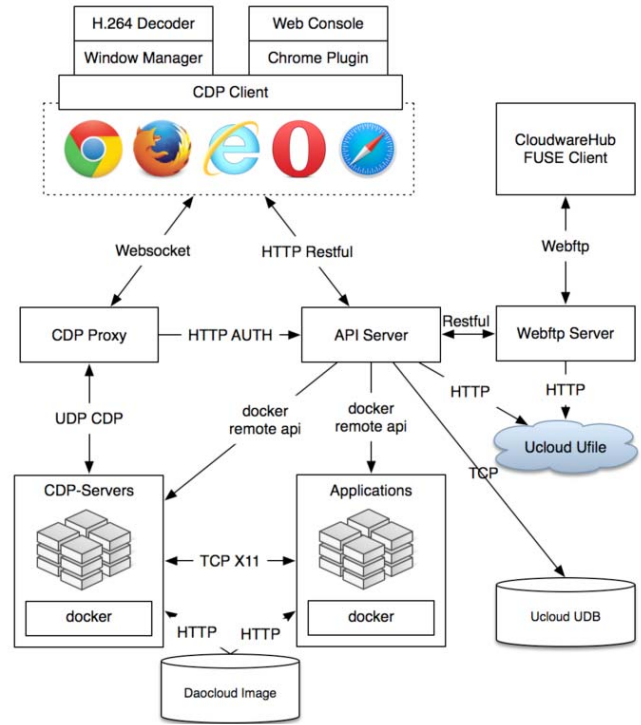 H.264 Decoder
Web Console
Window Manager
Chrome Plugin
CDP Client
CloudwareHub
FUSE Client
Websocket
HTTP Restful
Webftp
CDP Proxy
HTTP AUTH
API Server
Restful
Webftp Server
UDP CDP
docker
remote api
docker
remote api
HTTP
HTTP
Ucloud Ufile
TCP
CDP-Servers
Applications
TCP X11
docker
docker
Ucloud UDB
HTTP
HTTP
Daocloud Image